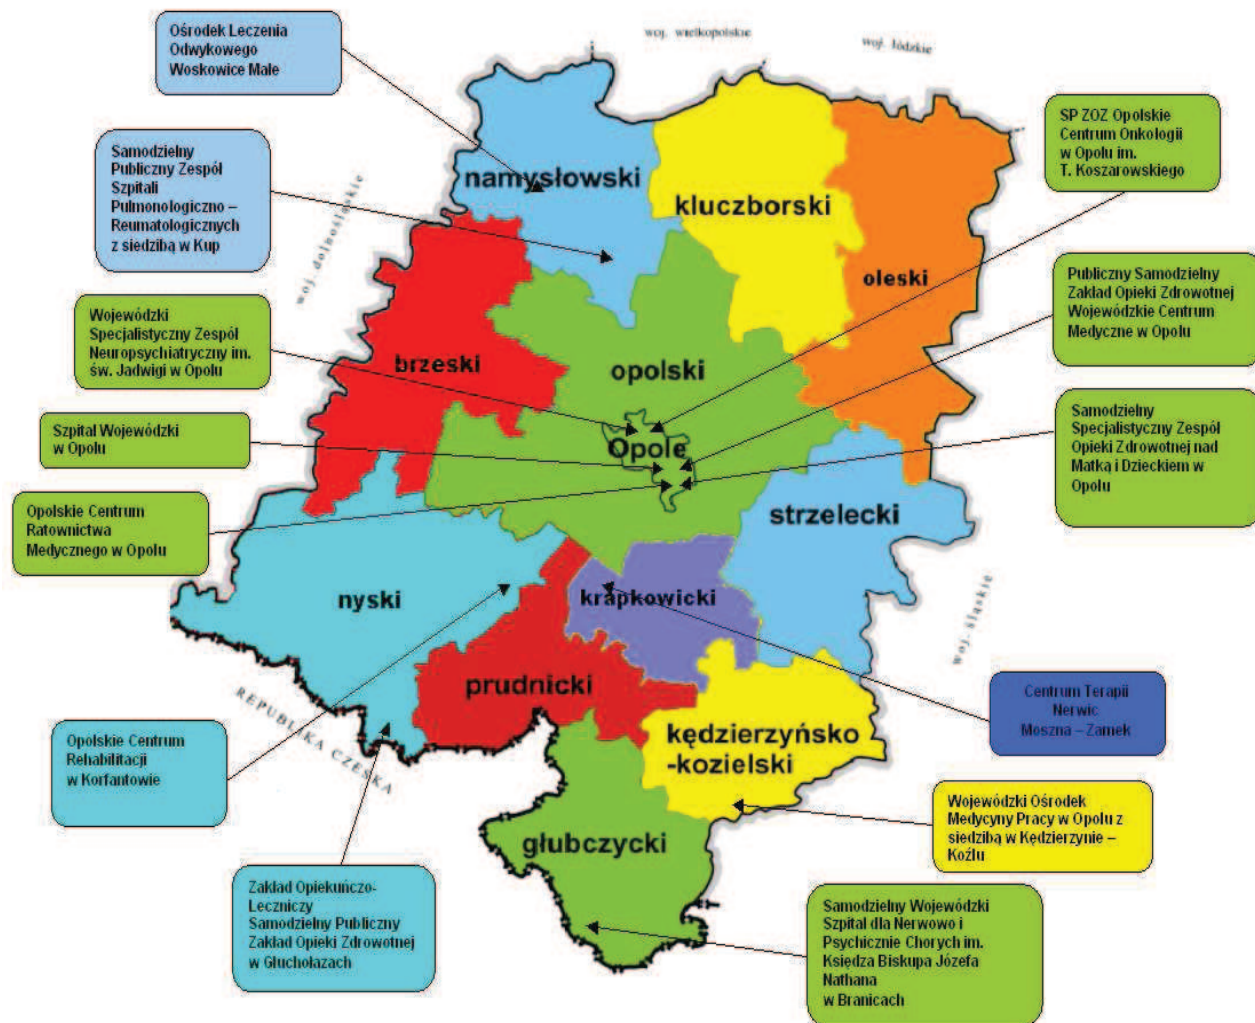 Ośrodek Leczenia
Odwykowego
Woskowice Małe
woj. wielkopolskie
woj. łódzkie
SP ZOZ Opolskie
Centrum Onkologii
w Opolu im.
T. Koszarowskiego
Samodzielny
Publiczny Zespół
Szpitali
Pulmonologiczno –
Reumatologicznych
z siedzibą w Kup
woj. dolnośląskie
namysłowski
kluczborski
oleski
Publiczny Samodzielny
Zakład Opieki Zdrowotnej
Wojewódzkie Centrum
Medyczne w Opolu
Wojewódzki
Specjalistyczny Zespół
Neuropsychiatryczny im.
św. Jadwigi w Opolu
brzeski
opolski
Opole
Samodzielny
Specjalistyczny Zespół
Opieki Zdrowotnej nad
Matką i Dzieckiem w
Opolu
Szpital Wojewódzki
w Opolu
Opolskie Centrum
Ratownictwa
Medycznego w Opolu
strzelecki
nyski
krapkowicki
woj. śląskie
prudnicki
REPUBLIKA CZESKA
Centrum Terapii
Nerwic
Moszna – Zamek
Opolskie Centrum
Rehabilitacji
w Korfantowie
kędzierzyńsko
-kozielski
Wojewódzki Ośrodek
Medycyny Pracy w Opolu z
siedzibą w Kędzierzynie –
Koźlu
głubczycki
Zakład Opiekuńczo-
Leczniczy
Samodzielny Publiczny
Zakład Opieki Zdrowotnej
w Głuchołazach
Samodzielny Wojewódzki
Szpital dla Nerwowo i
Psychicznie Chorych im.
Księdza Biskupa Józefa
Nathana
w Branicach